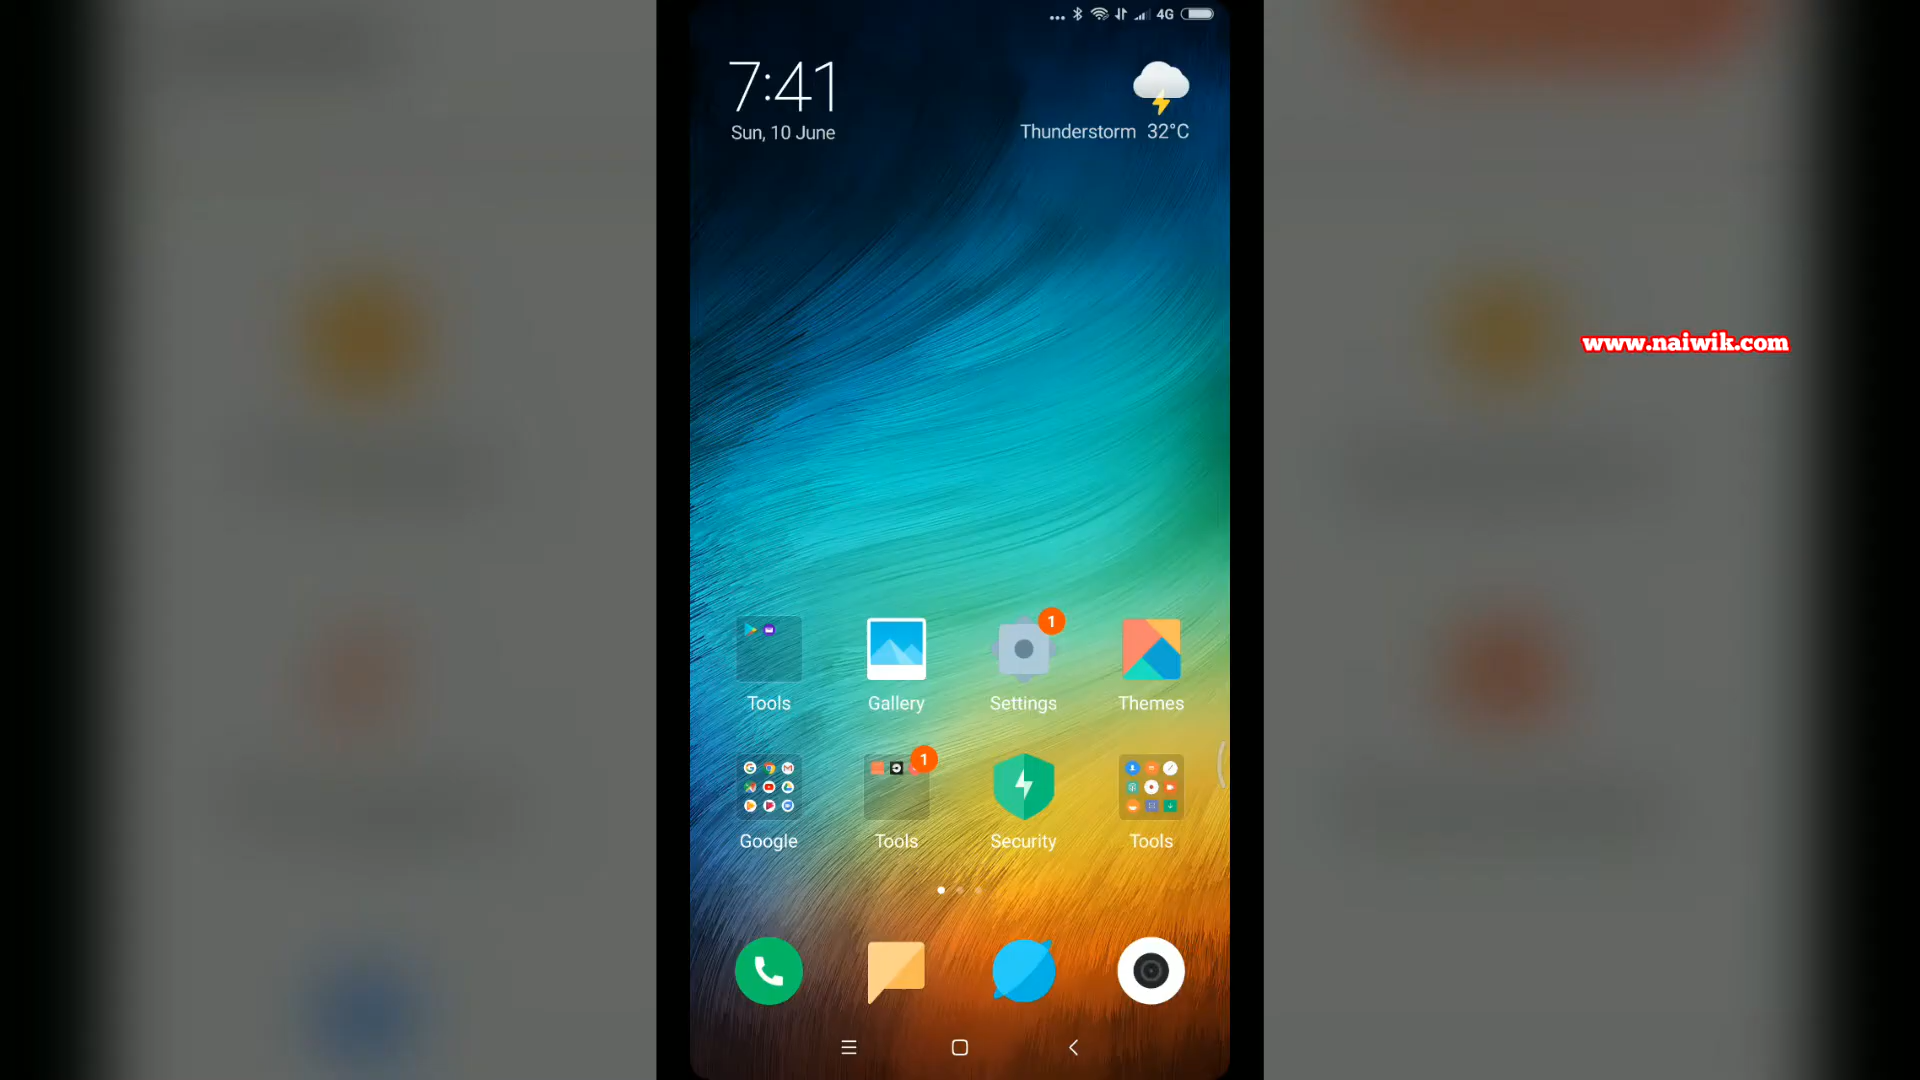 4G
7:41
Sun, 10 June
Thunderstorm 32°C
www.naiwik.com
1
Tools
Gallery
Settings
Themes
1
Google
Tools
Security
Tools